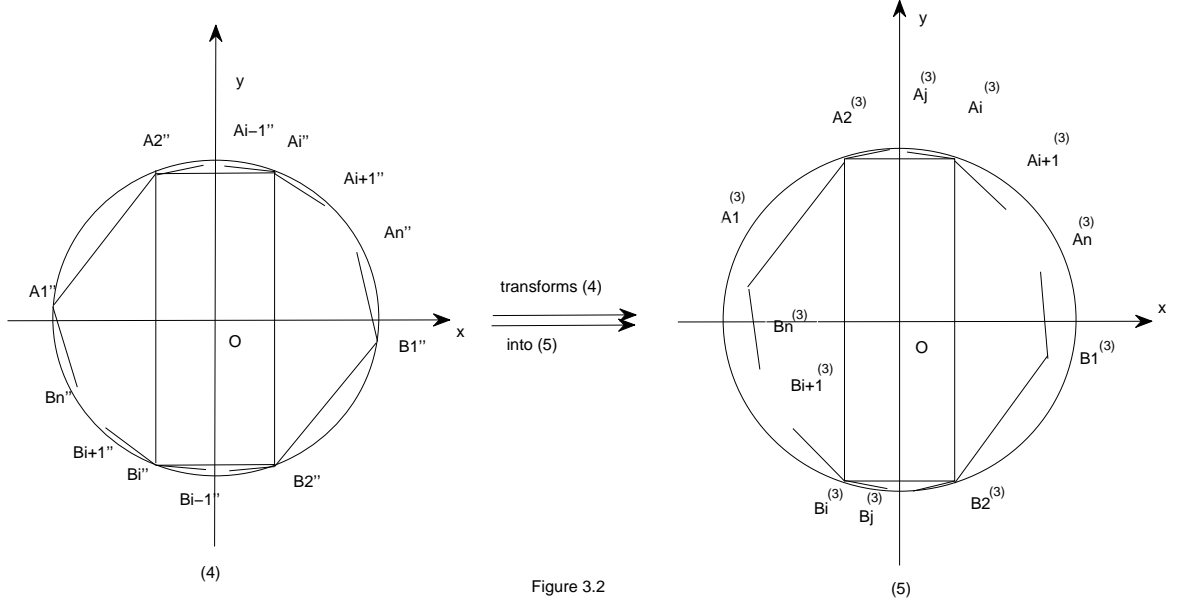 y
A2’’
Ai−1’’
Ai’’
Ai+1’’
An’’
A1’’
x
O
B1’’
Bn’’
Bi+1’’
Bi’’
B2’’
Bi−1’’
(4)
transforms (4)
into (5)
Figure 3.2
y
A2(3)
Aj(3)
Ai(3)
Ai+1(3)
A1(3)
An(3)
x
Bn(3)
O
B1(3)
Bi+1(3)
Bi(3)
Bj(3)
B2(3)
(5)